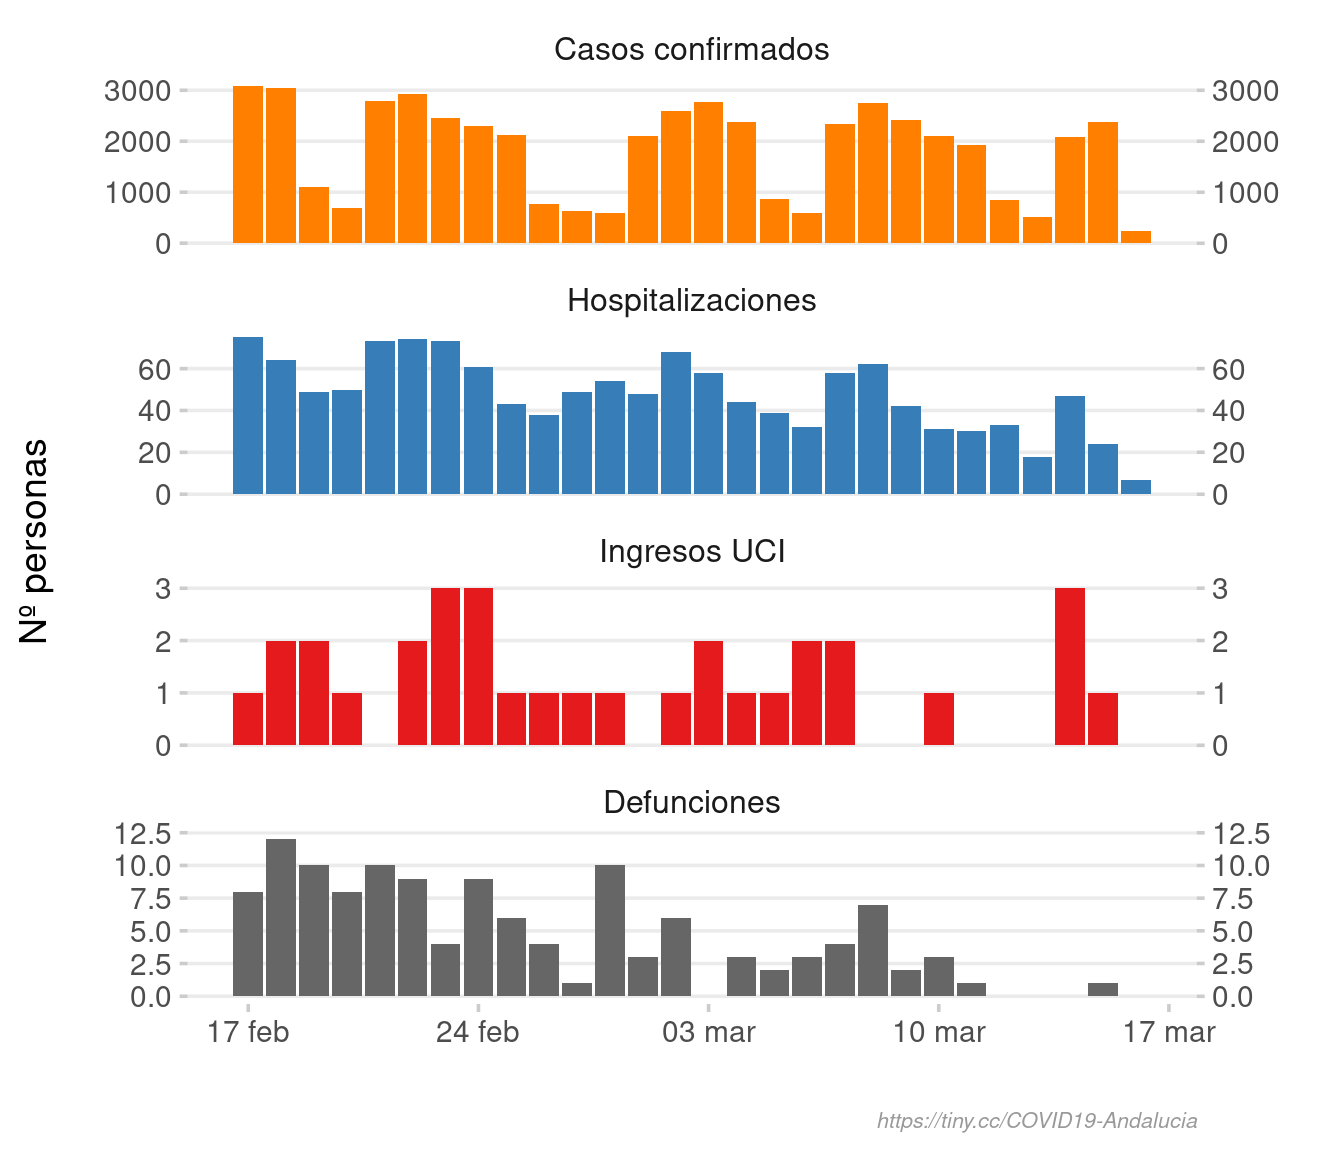 Casos confirmados
3000 3000
2000 2000
1000 1000
0 0
Hospitalizaciones
60 60
40 40
20 20
0 0
Nº personas
Ingresos UCI
3 3
2 2
1 1
0 0
Defunciones
12.5 12.5
10.0 10.0
7.5 7.5
5.0 5.0
2.5 2.5
0.0 0.0
17 feb 24 feb 03 mar 10 mar 17 mar
https://tiny.cc/COVID19-Andalucia